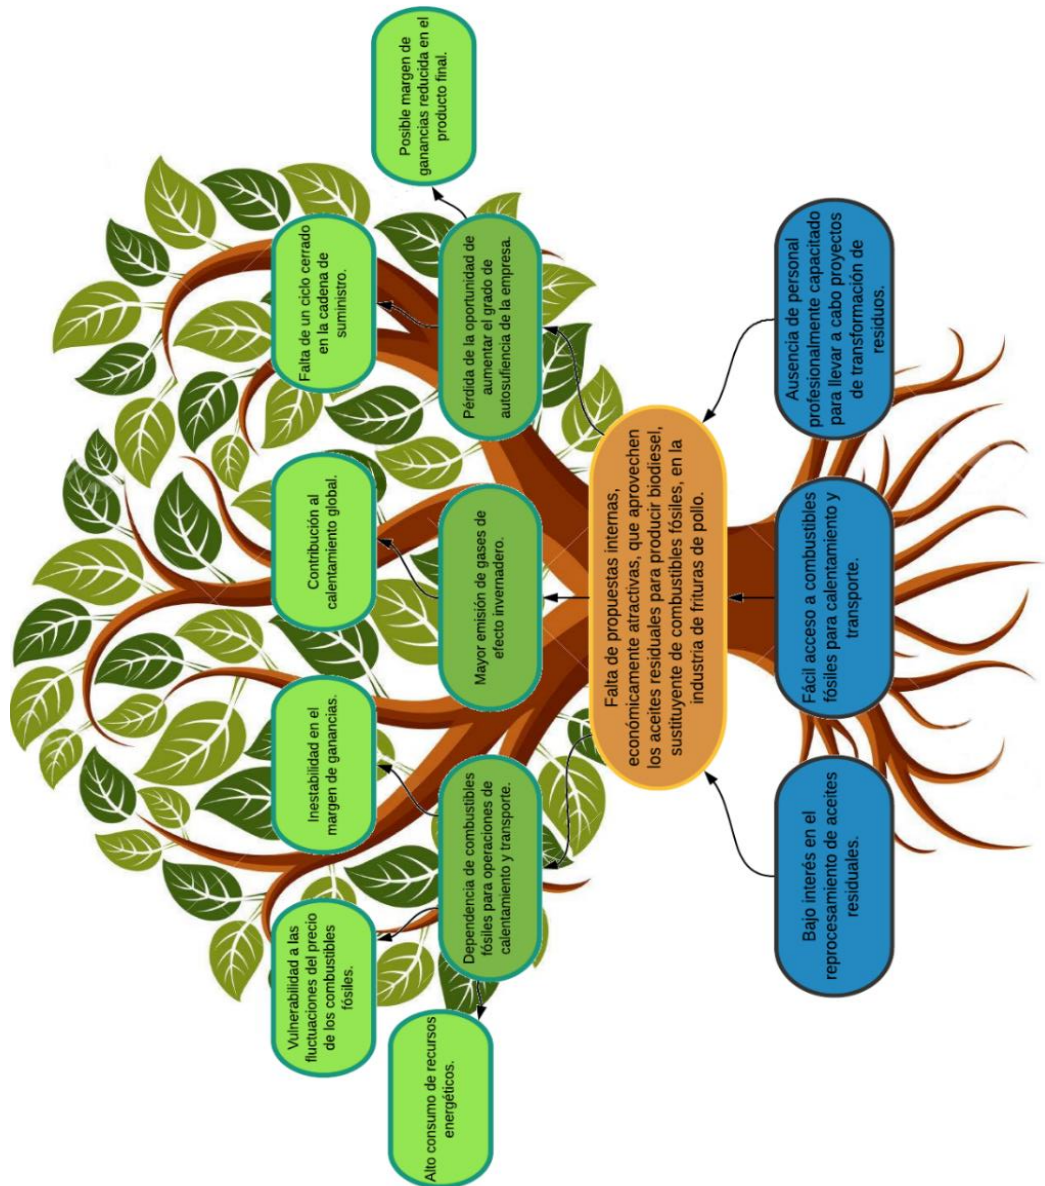 Posible margen de
ganancias reducida en el
producto final.
Vulnerabilidad a las
fluctuaciones del precio
de los combustibles
fósiles.
Inestabilidad en el
margen de ganancias.
Contribución al
calentamiento global.
Falta de un ciclo cerrado
en la cadena de
suministro.
Alto consumo de recursos
energéticos.
Dependencia de combustibles
fósiles para operaciones de
calentamiento y transporte.
Mayor emisión de gases de
efecto invernadero.
Pérdida de la oportunidad de
aumentar el grado de
autosufiencia de la empresa.
Falta de propuestas internas,
económicamente atractivas, que aprovechen
los aceites residuales para producir biodiesel,
sustituyente de combustibles fósiles, en la
industria de frituras de pollo.
Bajo interés en el
reprocesamiento de aceites
residuales.
Fácil acceso a combustibles
fósiles para calentamiento y
transporte.
Ausencia de personal
profesionalmente capacitado
para llevar a cabo proyectos
de transformación de
residuos.